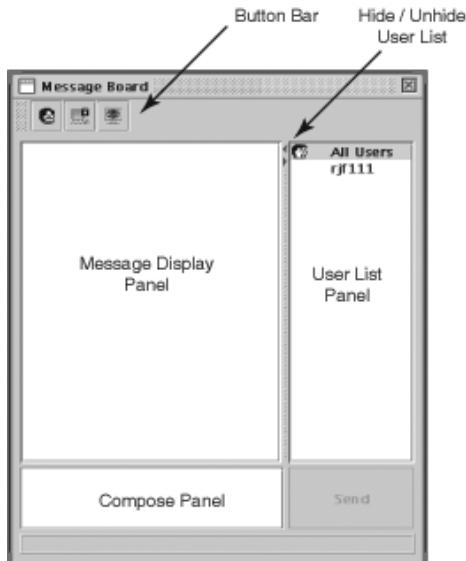 Button Bar
Hide / Unhide
User List
Message Board
All Users
rjf111
Message Display
Panel
User List
Panel
Compose Panel
Send